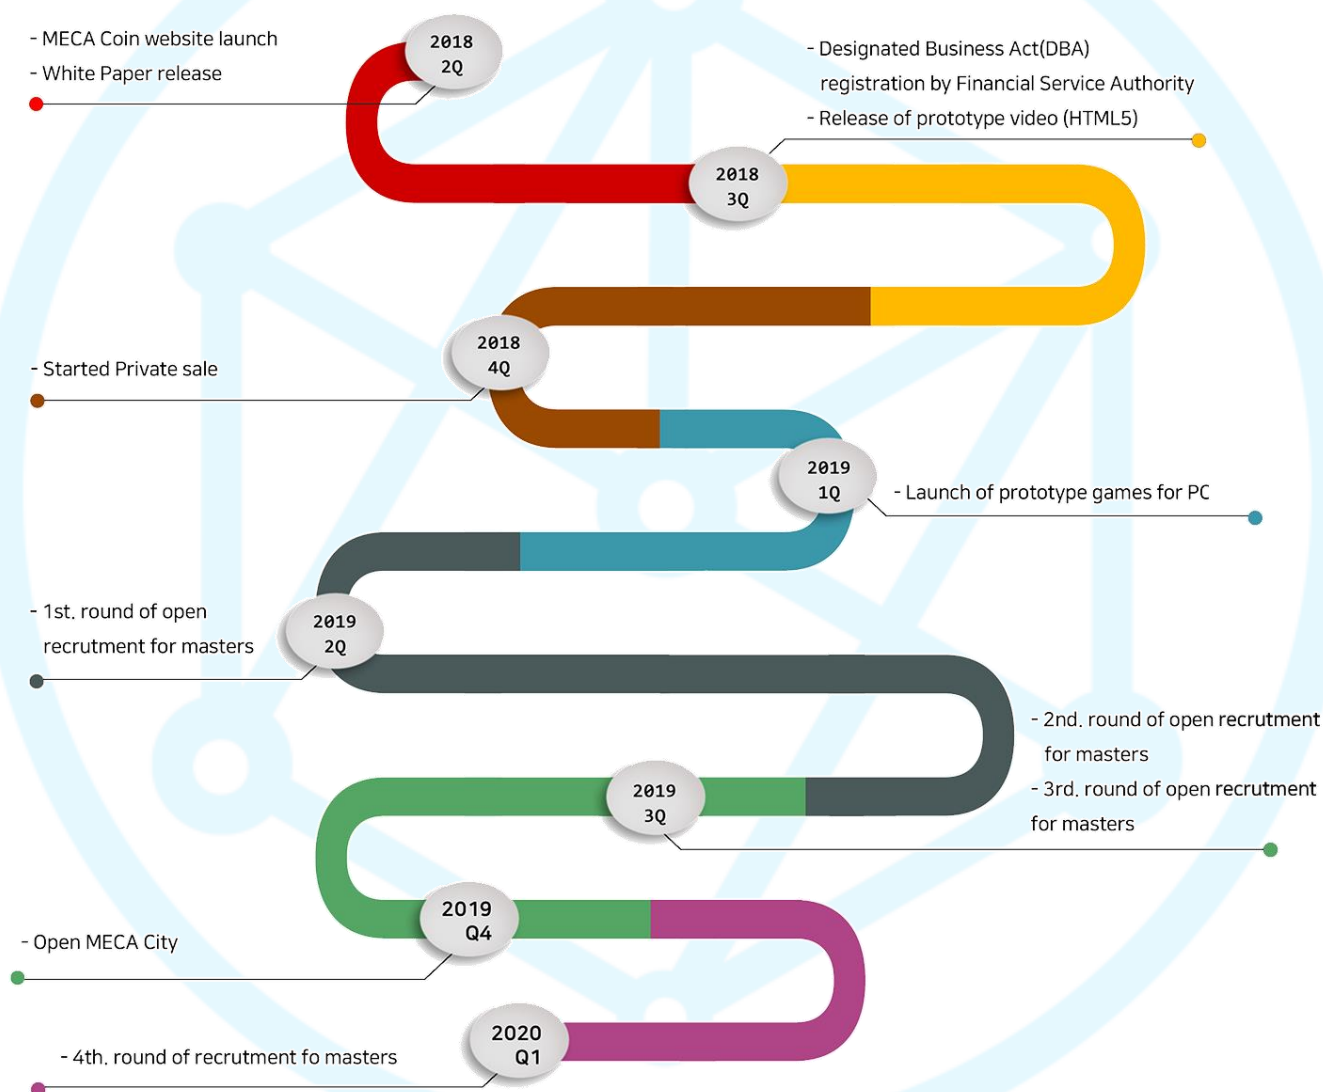 2018
2Q
- MECA Coin website launch
- White Paper release
2018
3Q
- Designated Business Act(DBA)
registration by Financial Service Authority
- Release of prototype video (HTML5)
2018
4Q
- Started Private sale
2019
1Q
- Launch of prototype games for PC
2019
2Q
- 1st. round of open
recrutment for masters
2019
3Q
- 2nd. round of open recrutment
for masters
- 3rd. round of open recrutment
for masters
2019
Q4
- Open MECA City
2020
Q1
- 4th. round of recrutment fo masters